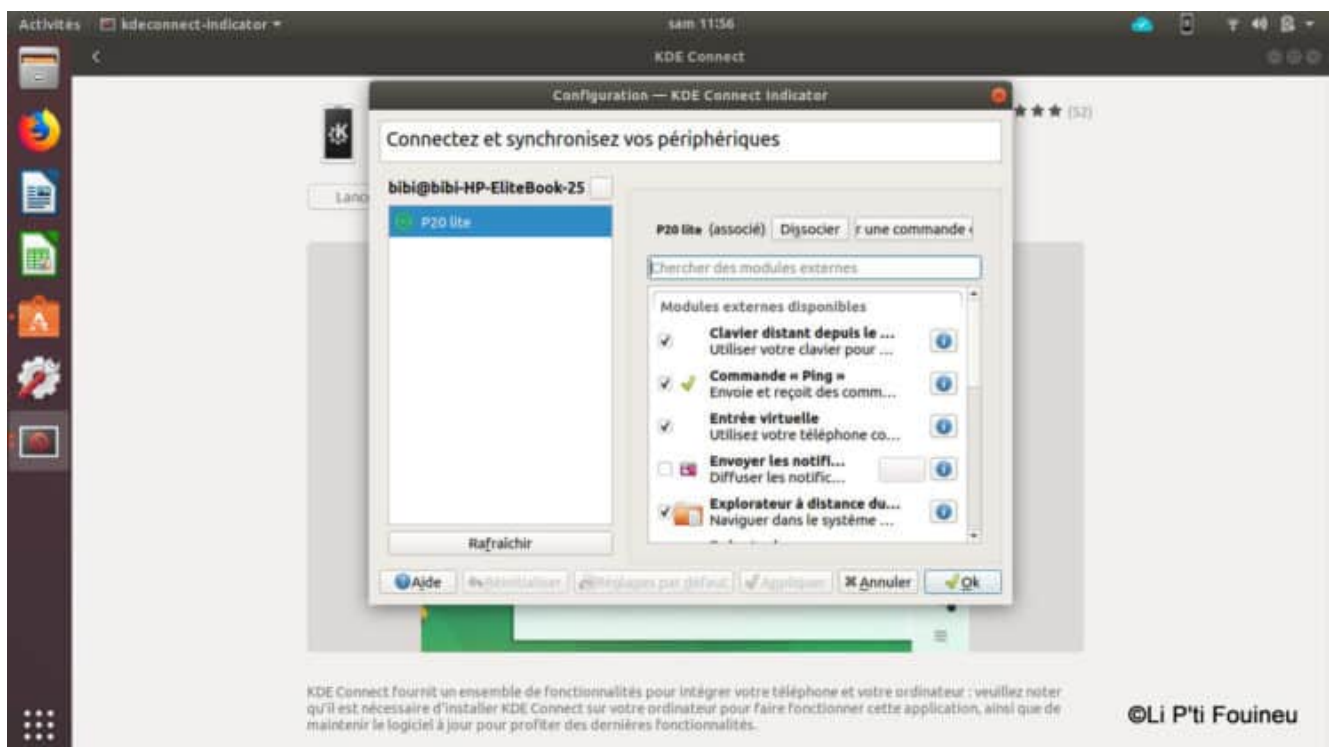 Activités kdeconnect-indicator
sam 11:56
KDE Connect
Configuration — KDE Connect Indicator
(52)
Connectez et synchronisez vos périphériques
bibi@bibi-HP-EliteBook-25
Lanc
P20 lite
P20 lite (associé) Dissocier r une commande
Chercher des modules externes
Modules externes disponibles
Clavier distant depuis le ...
Utiliser votre clavier pour ...
Commande « Ping »
Envoie et reçoit des comm...
Entrée virtuelle
Utilisez votre téléphone co...
Envoyer les notifi...
Diffuser les notific...
Explorateur à distance du...
Naviguer dans le système ...
Rafraîchir
Aide Réinitialiser Réglages par défaut Appliquer Annuler Ok
KDE Connect fournit un ensemble de fonctionnalités pour intégrer votre téléphone et votre ordinateur : veuillez noter
qu'il est nécessaire d'installer KDE Connect sur votre ordinateur pour faire fonctionner cette application, ainsi que de
maintenir le logiciel à jour pour profiter des dernières fonctionnalités.
©Li P'ti Fouineu